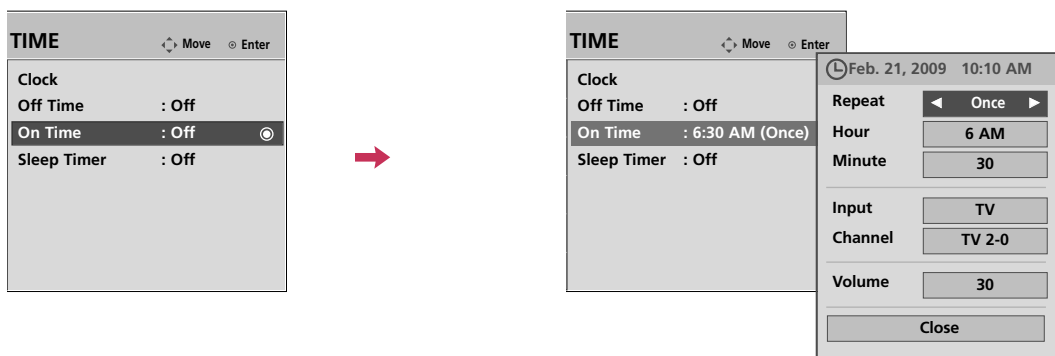 TIME Move Enter
Clock
Off Time : Off
On Time : Off
Sleep Timer : Off
TIME Move Enter
Clock
Off Time : Off
On Time : 6:30 AM (Once)
Sleep Timer : Off
Feb. 21, 2009 10:10 AM
Repeat ◀ Once ▶
Hour 6 AM
Minute 30
Input TV
Channel TV 2-0
Volume 30
Close